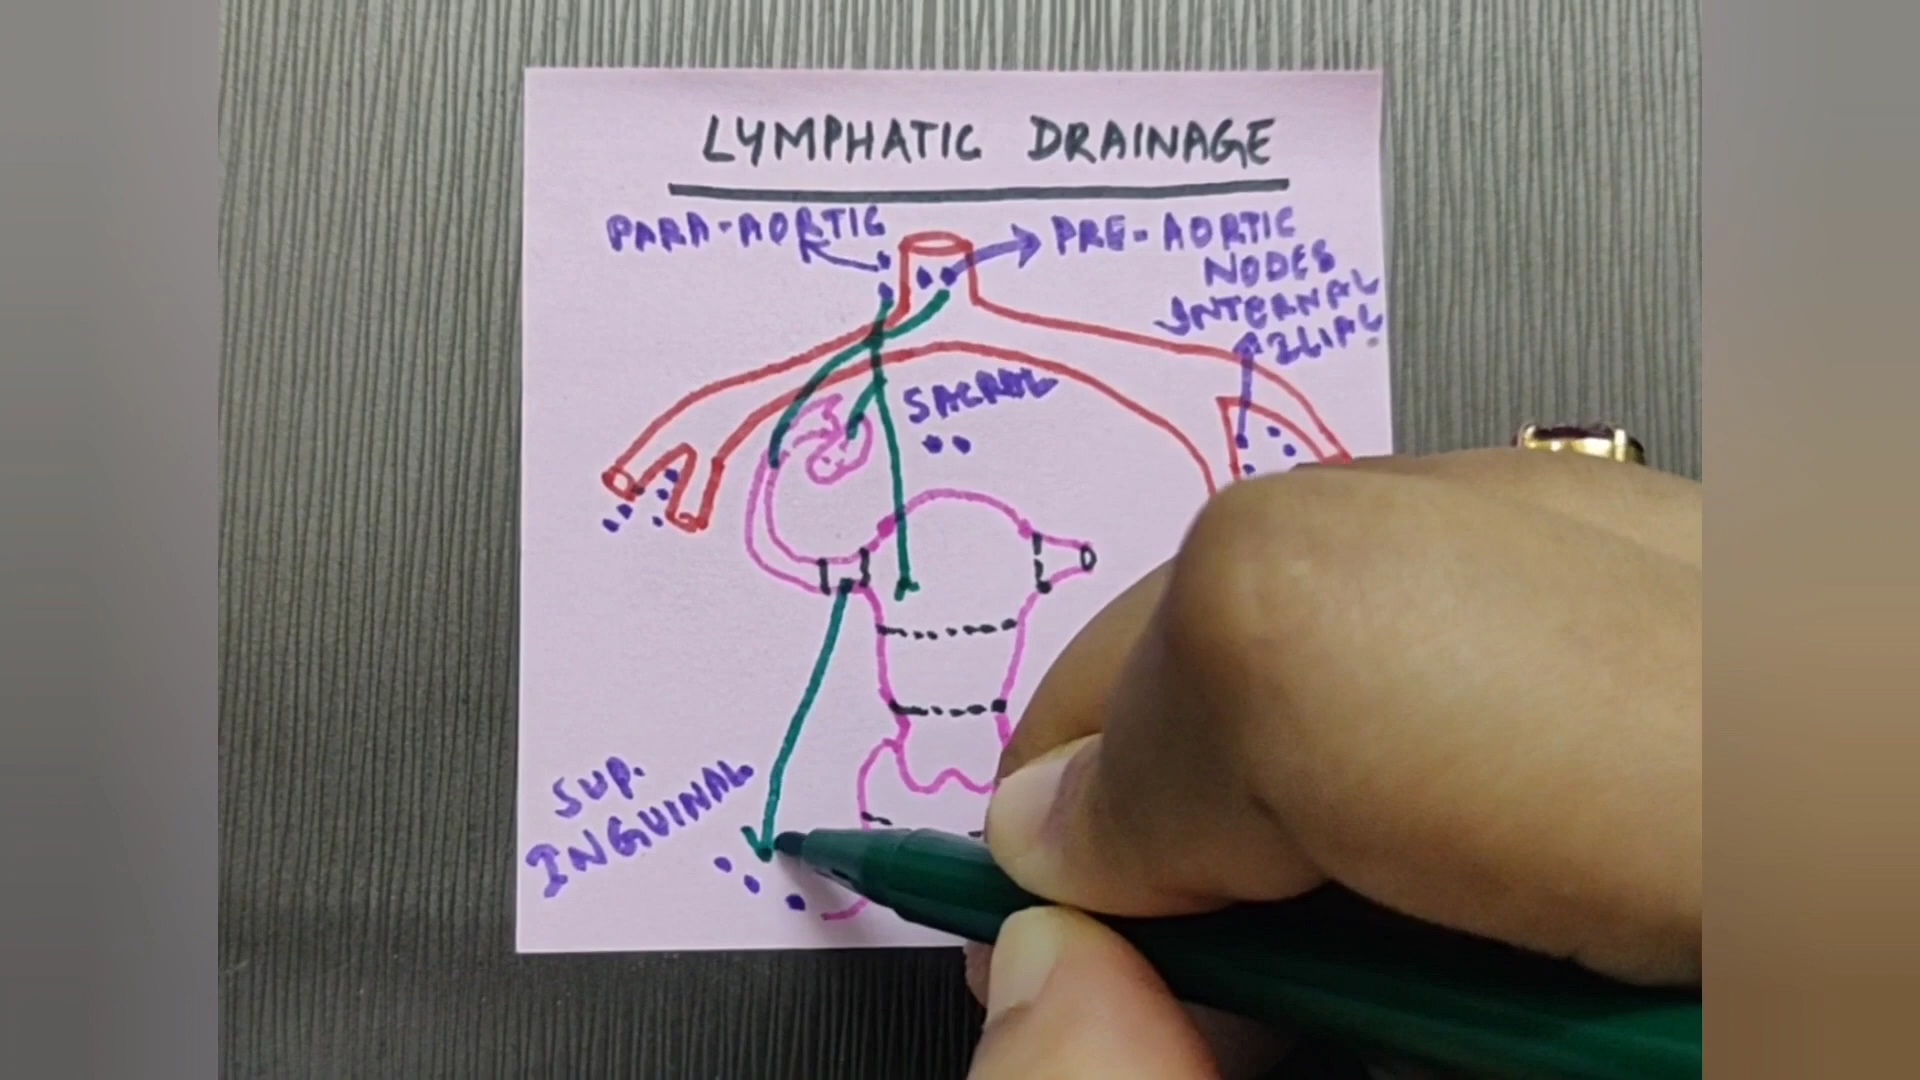 LYMPHATIC DRAINAGE
PARA-AORTIC
PRE-AORTIC
NODES
INTERNAL
ILIAC
SACRAL
SUP.
INGUINAL